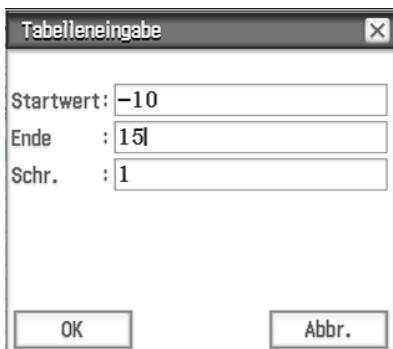 Tabelleneingabe
Startwert: -10
Ende : 15
Schr. : 1
OK Abbr.